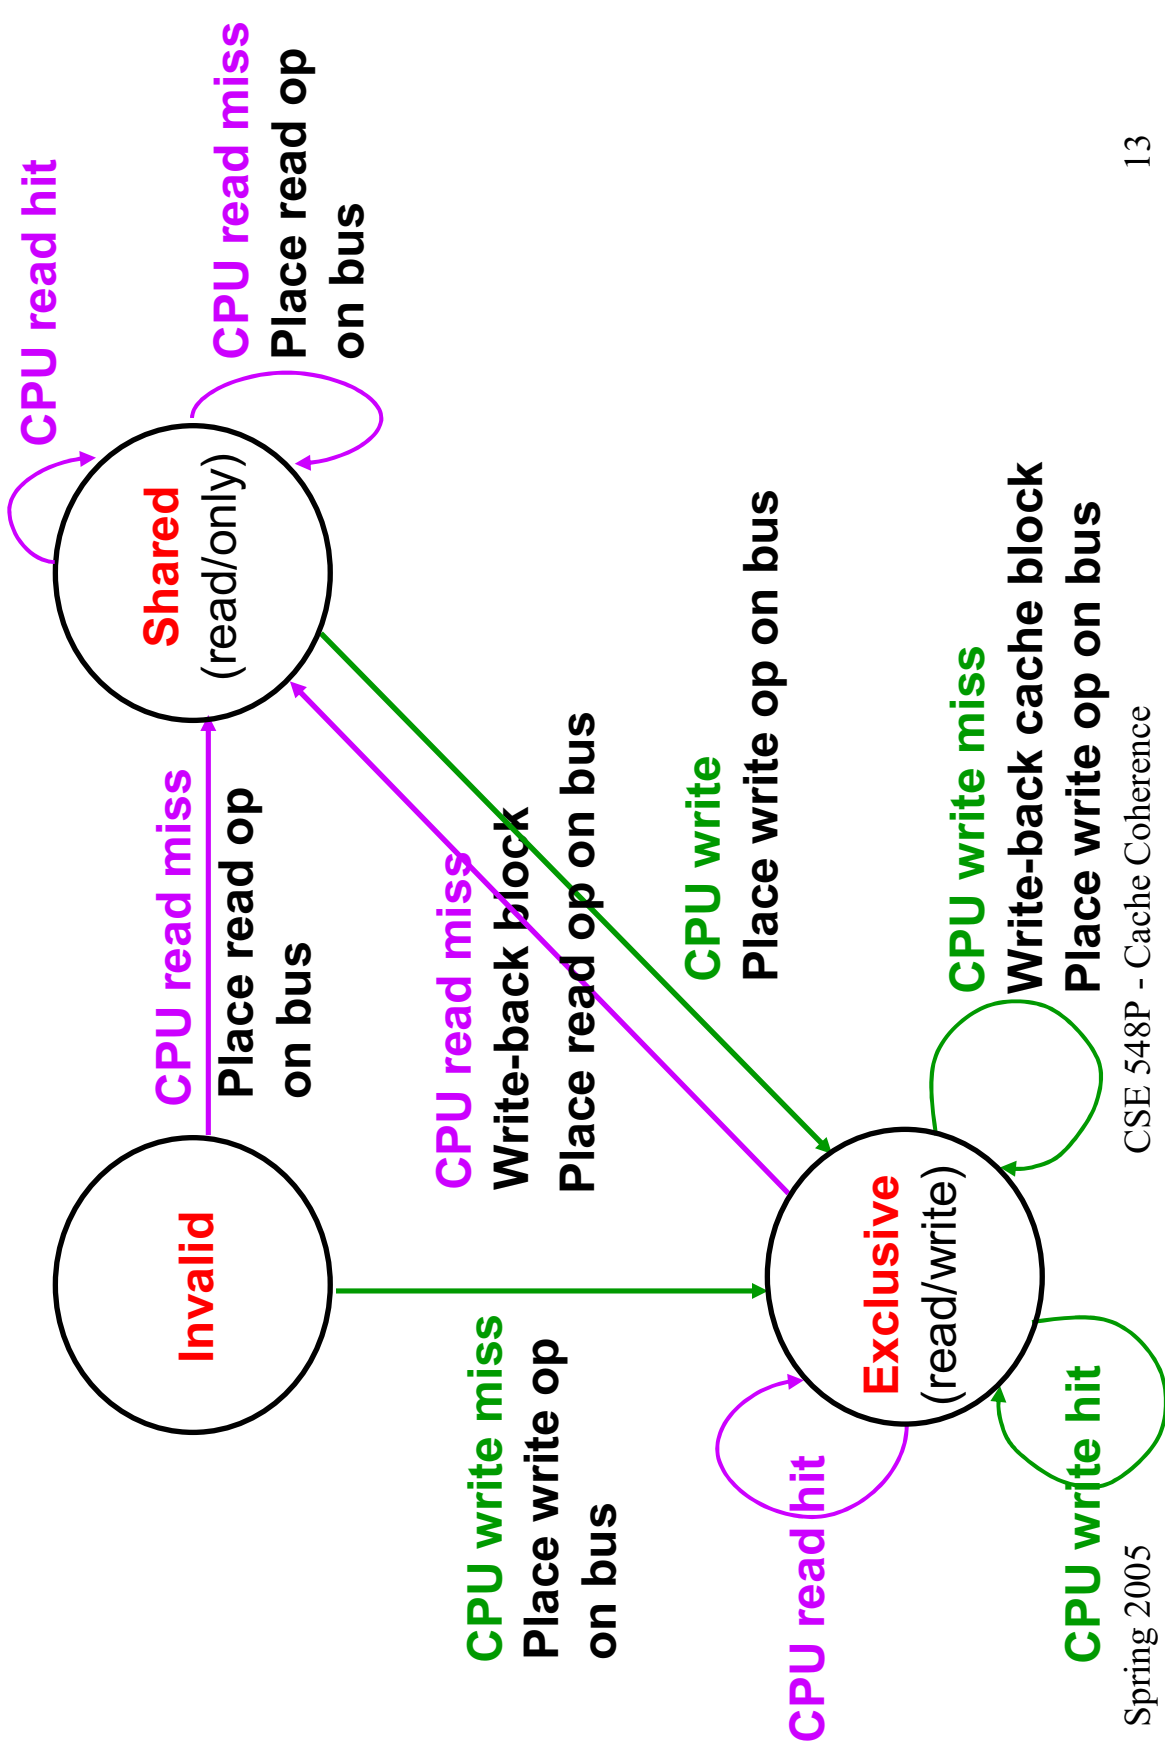 CPU read hit
Invalid
CPU read miss
Place read op
on bus
Shared
(read/only)
CPU read miss
Place read op
on bus
CPU write miss
Place write op
on bus
CPU read miss
Write-back block
Place read op on bus
CPU write
Place write op on bus
CPU read hit
Exclusive
(read/write)
CPU write miss
Write-back cache block
Place write op on bus
CPU write hit
Spring 2005
CSE 548P - Cache Coherence
13